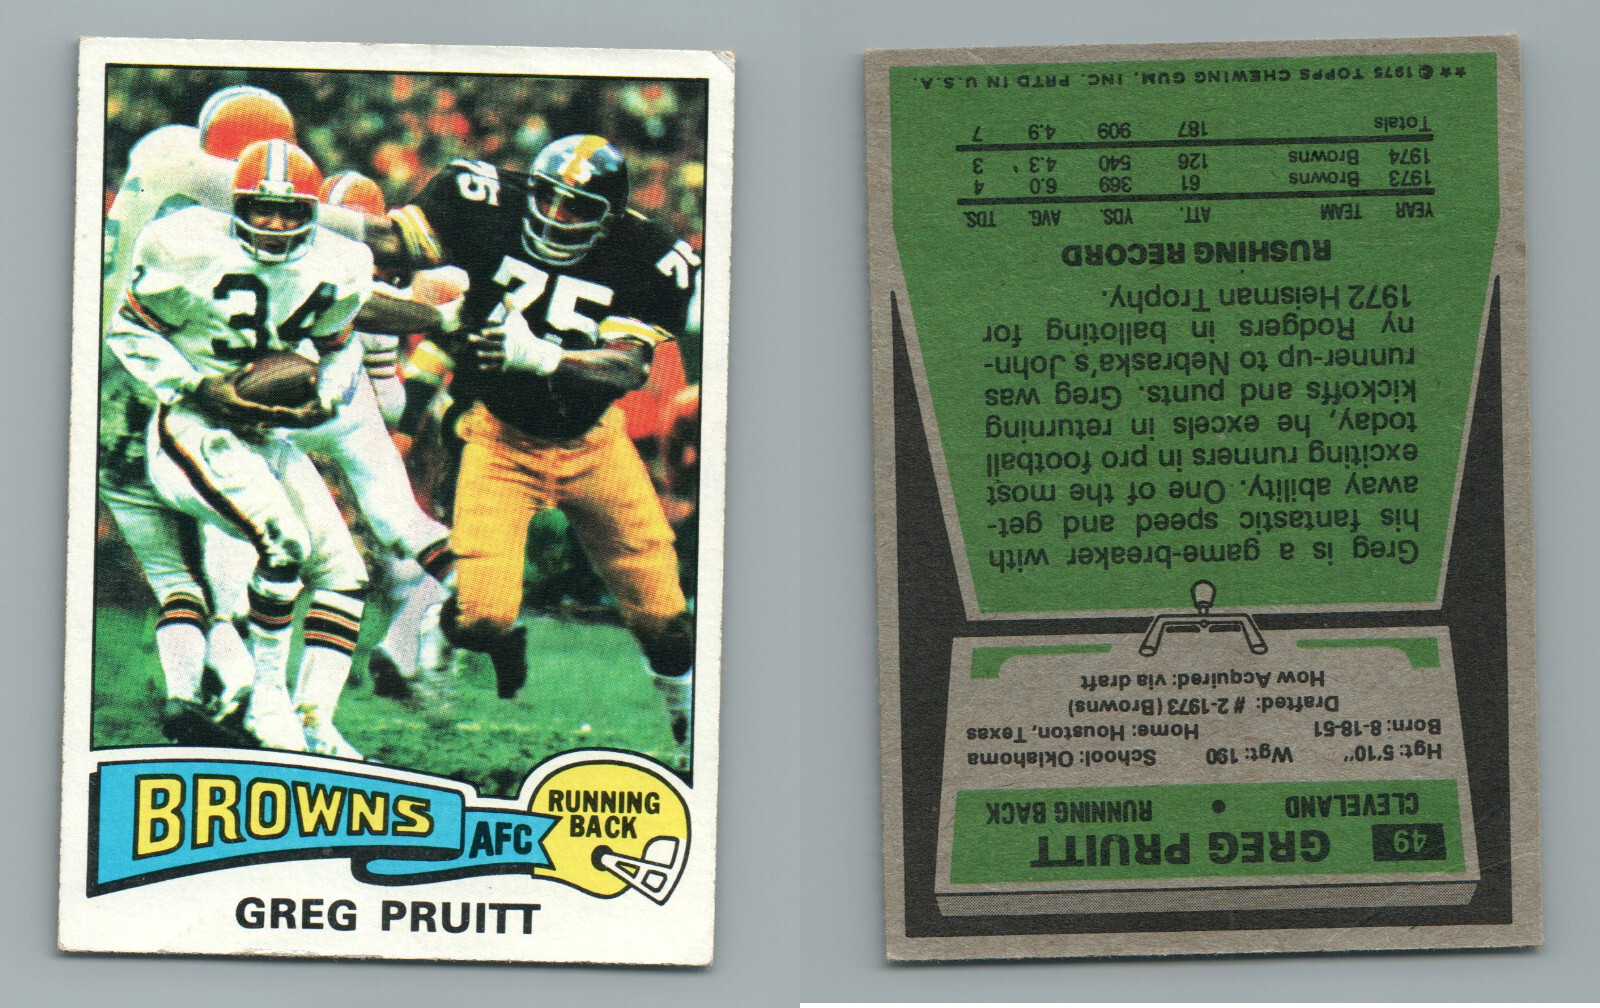 75
75
75
34
BROWNS
AFC
RUNNING
BACK
GREG PRUITT
49
GREG PRUITT
CLEVELAND • RUNNING BACK
Hgt: 5'10" Wgt: 190 School: Oklahoma
Born: 8-18-51 Home: Houston, Texas
Drafted: #2-1973 (Browns)
How Acquired: via draft
Greg is a game-breaker with
his fantastic speed and get-
away ability. One of the most
exciting runners in pro football
today, he excels in returning
kickoffs and punts. Greg was
runner-up to Nebraska's John-
ny Rodgers in balloting for
1972 Heisman Trophy.
RUSHING RECORD
YEAR TEAM ATT. YDS. AVG. TDS.
1973 Browns 61 369 6.0 4
1974 Browns 126 540 4.3 3
Totals 187 909 4.9 7
**©1975 TOPPS CHEWING GUM, INC. PRTD IN U.S.A.